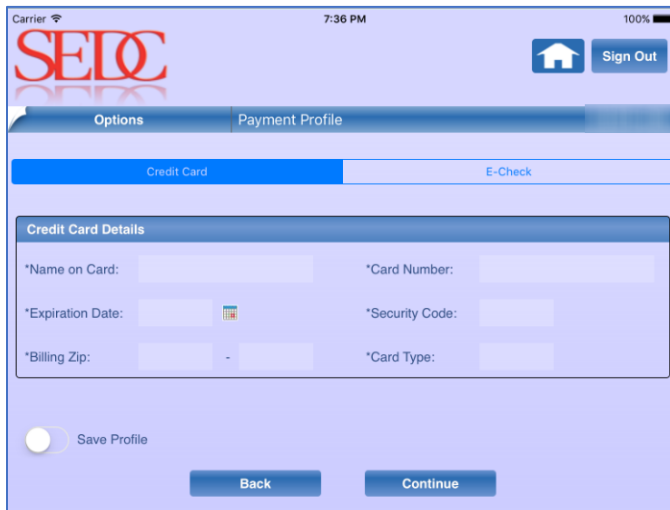 Carrier 7:36 PM 100%
SEDC
Sign Out
Options Payment Profile
Credit Card E-Check
Credit Card Details
*Name on Card: *Card Number:
*Expiration Date: *Security Code:
*Billing Zip: - *Card Type:
Save Profile
Back Continue